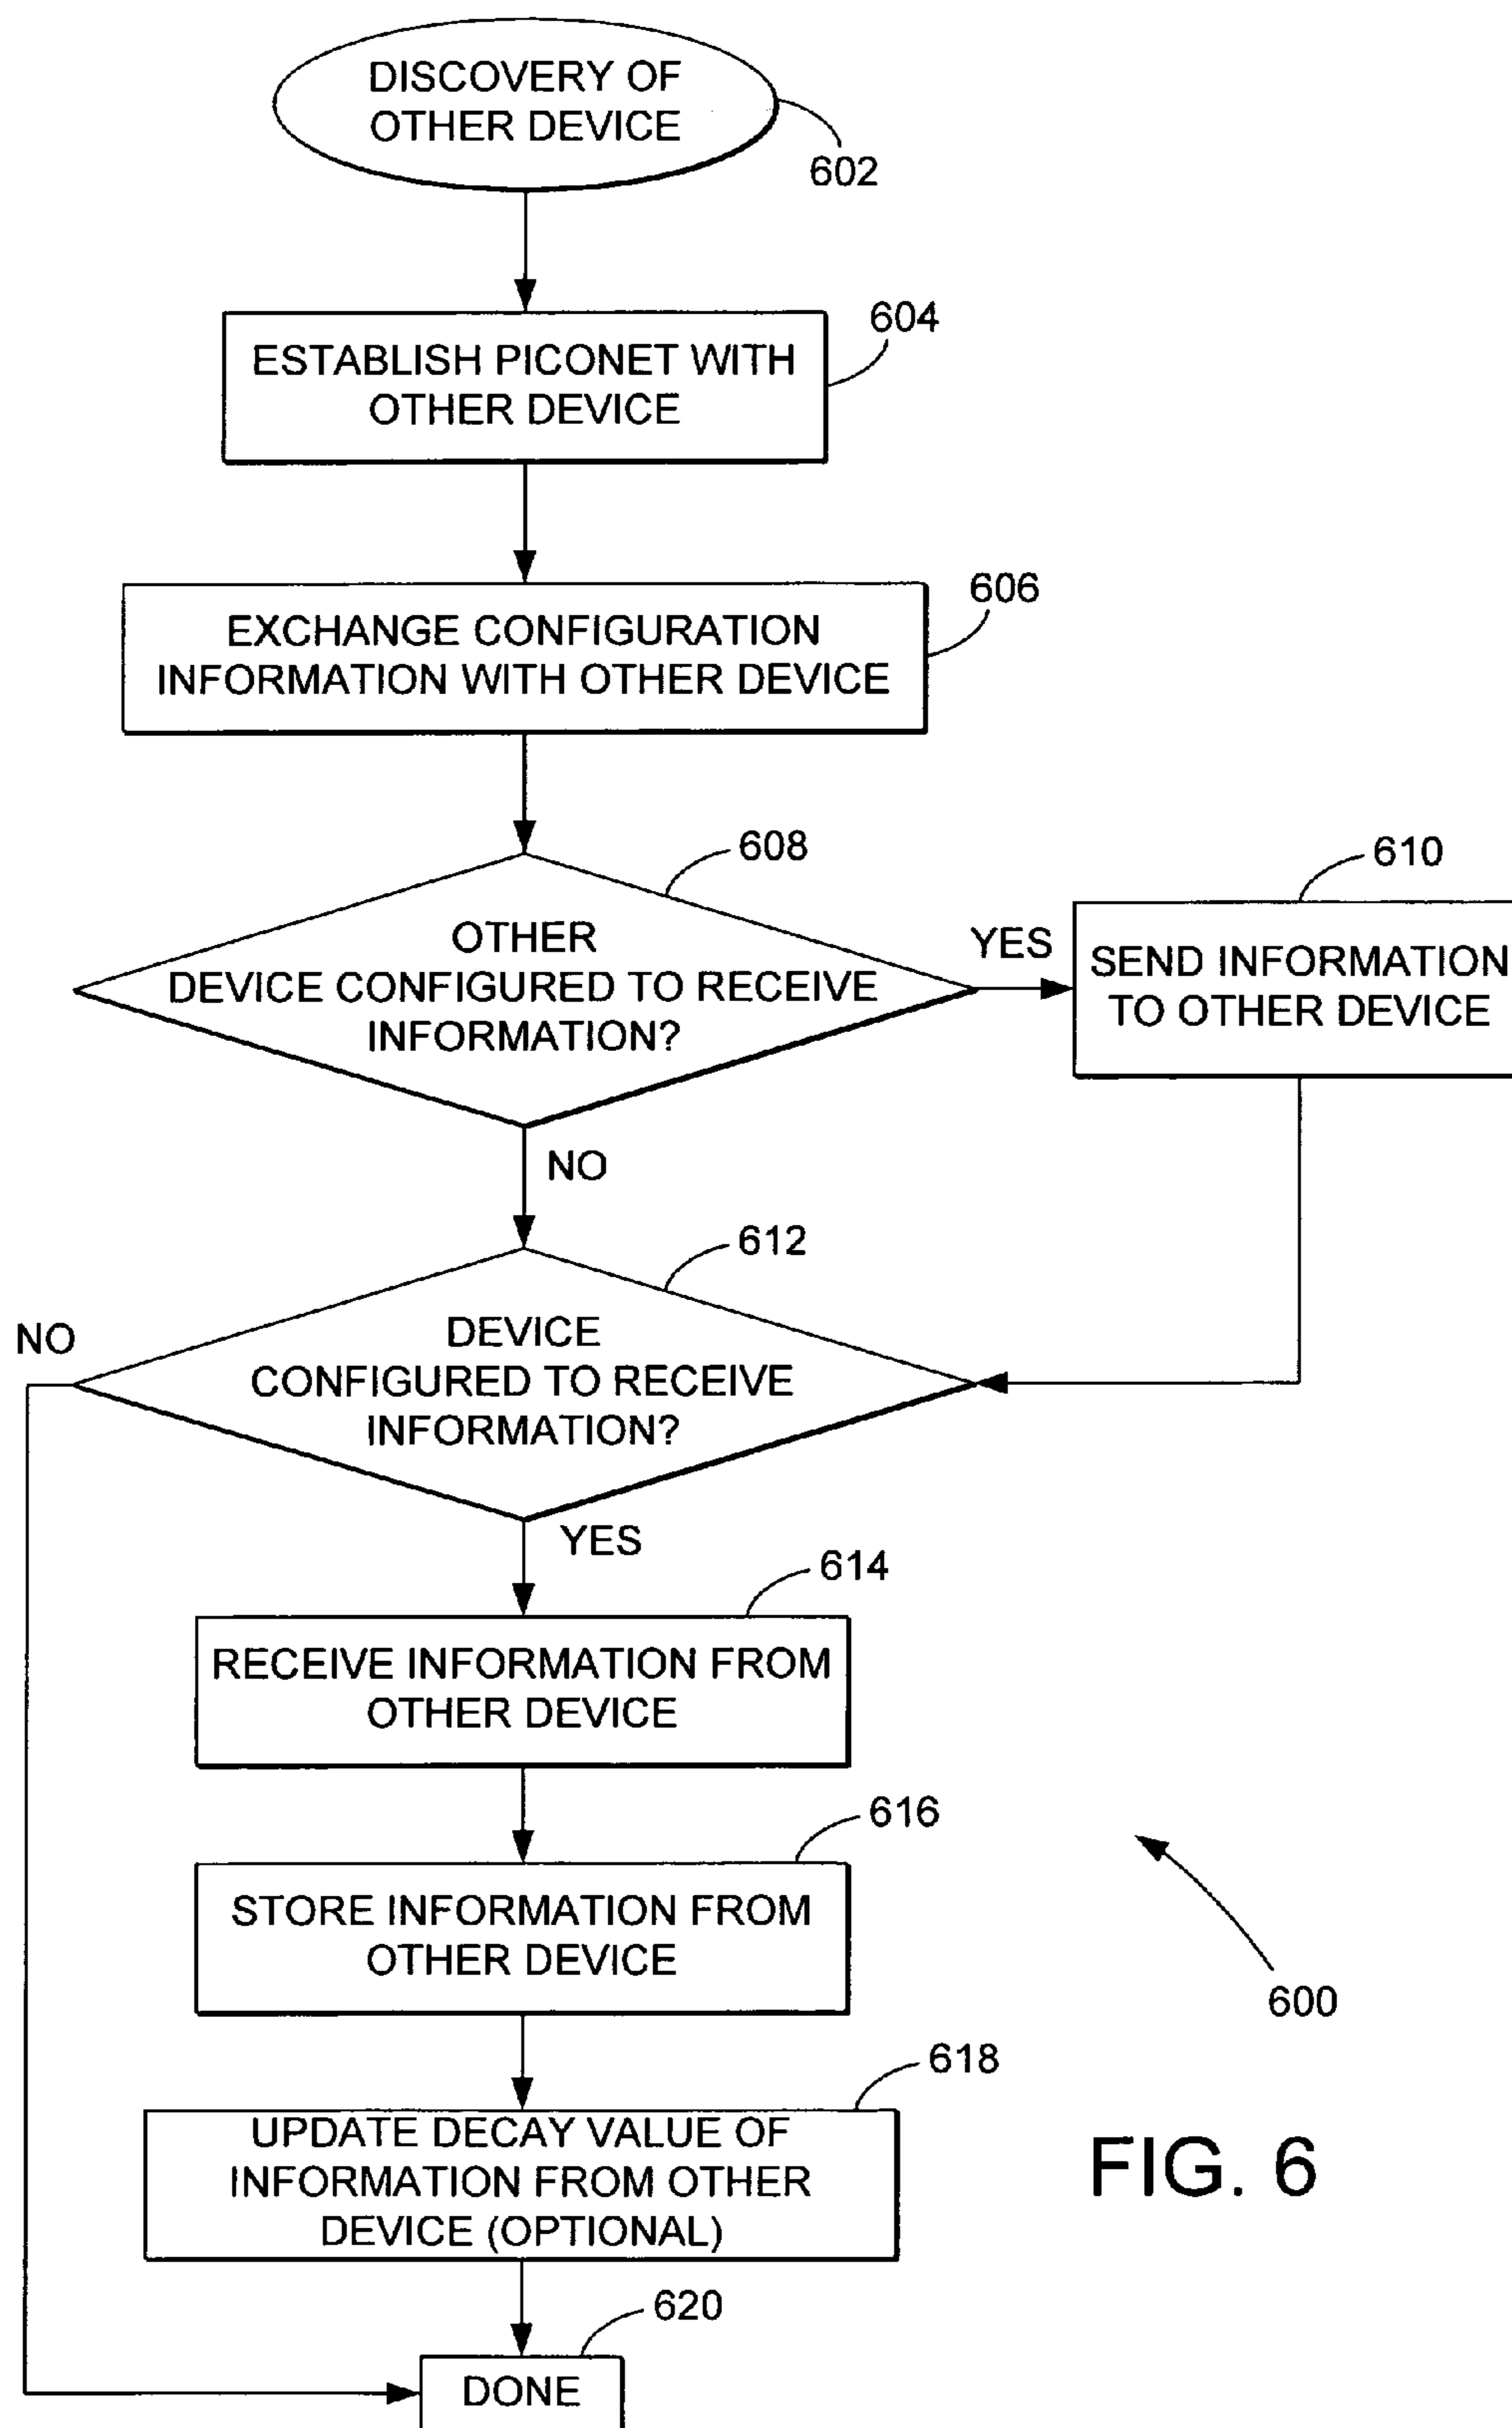 DISCOVERY OF
OTHER DEVICE
602
604
ESTABLISH PICONET WITH
OTHER DEVICE
606
EXCHANGE CONFIGURATION
INFORMATION WITH OTHER DEVICE
608
610
OTHER
DEVICE CONFIGURED TO RECEIVE
INFORMATION?
YES
SEND INFORMATION
TO OTHER DEVICE
NO
612
NO
DEVICE
CONFIGURED TO RECEIVE
INFORMATION?
YES
614
RECEIVE INFORMATION FROM
OTHER DEVICE
616
STORE INFORMATION FROM
OTHER DEVICE
600
618
UPDATE DECAY VALUE OF
INFORMATION FROM OTHER
DEVICE (OPTIONAL)
FIG. 6
620
DONE